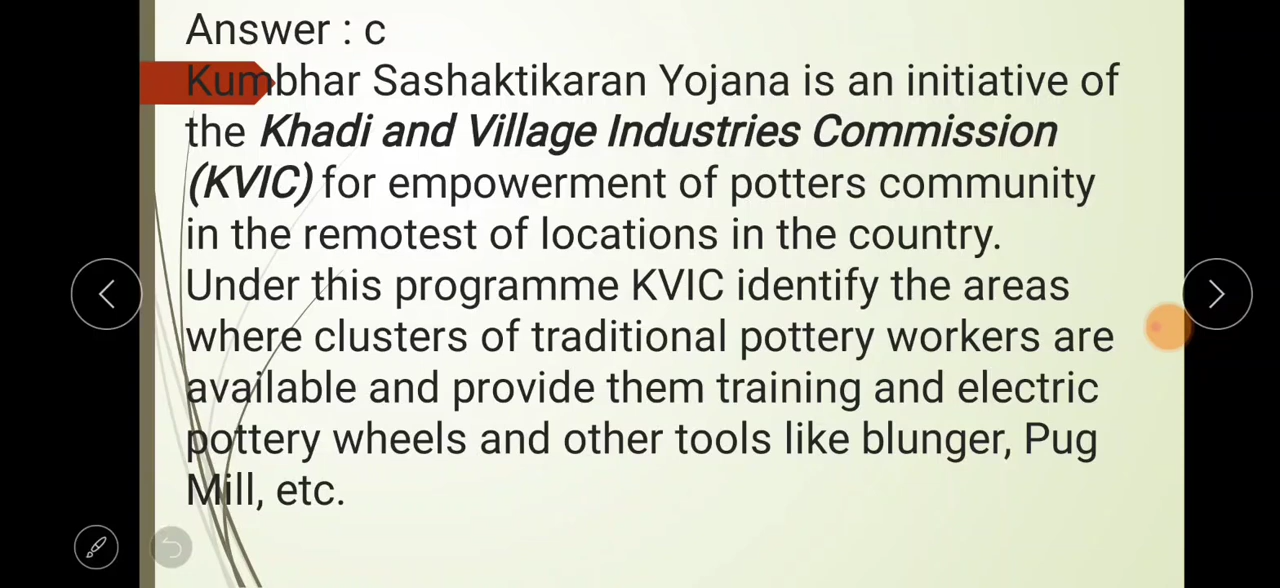 Answer : c
Kumbhar Sashaktikaran Yojana is an initiative of
the Khadi and Village Industries Commission
(KVIC) for empowerment of potters community
in the remotest of locations in the country.
Under this programme KVIC identify the areas
where clusters of traditional pottery workers are
available and provide them training and electric
pottery wheels and other tools like blunger, Pug
Mill, etc.